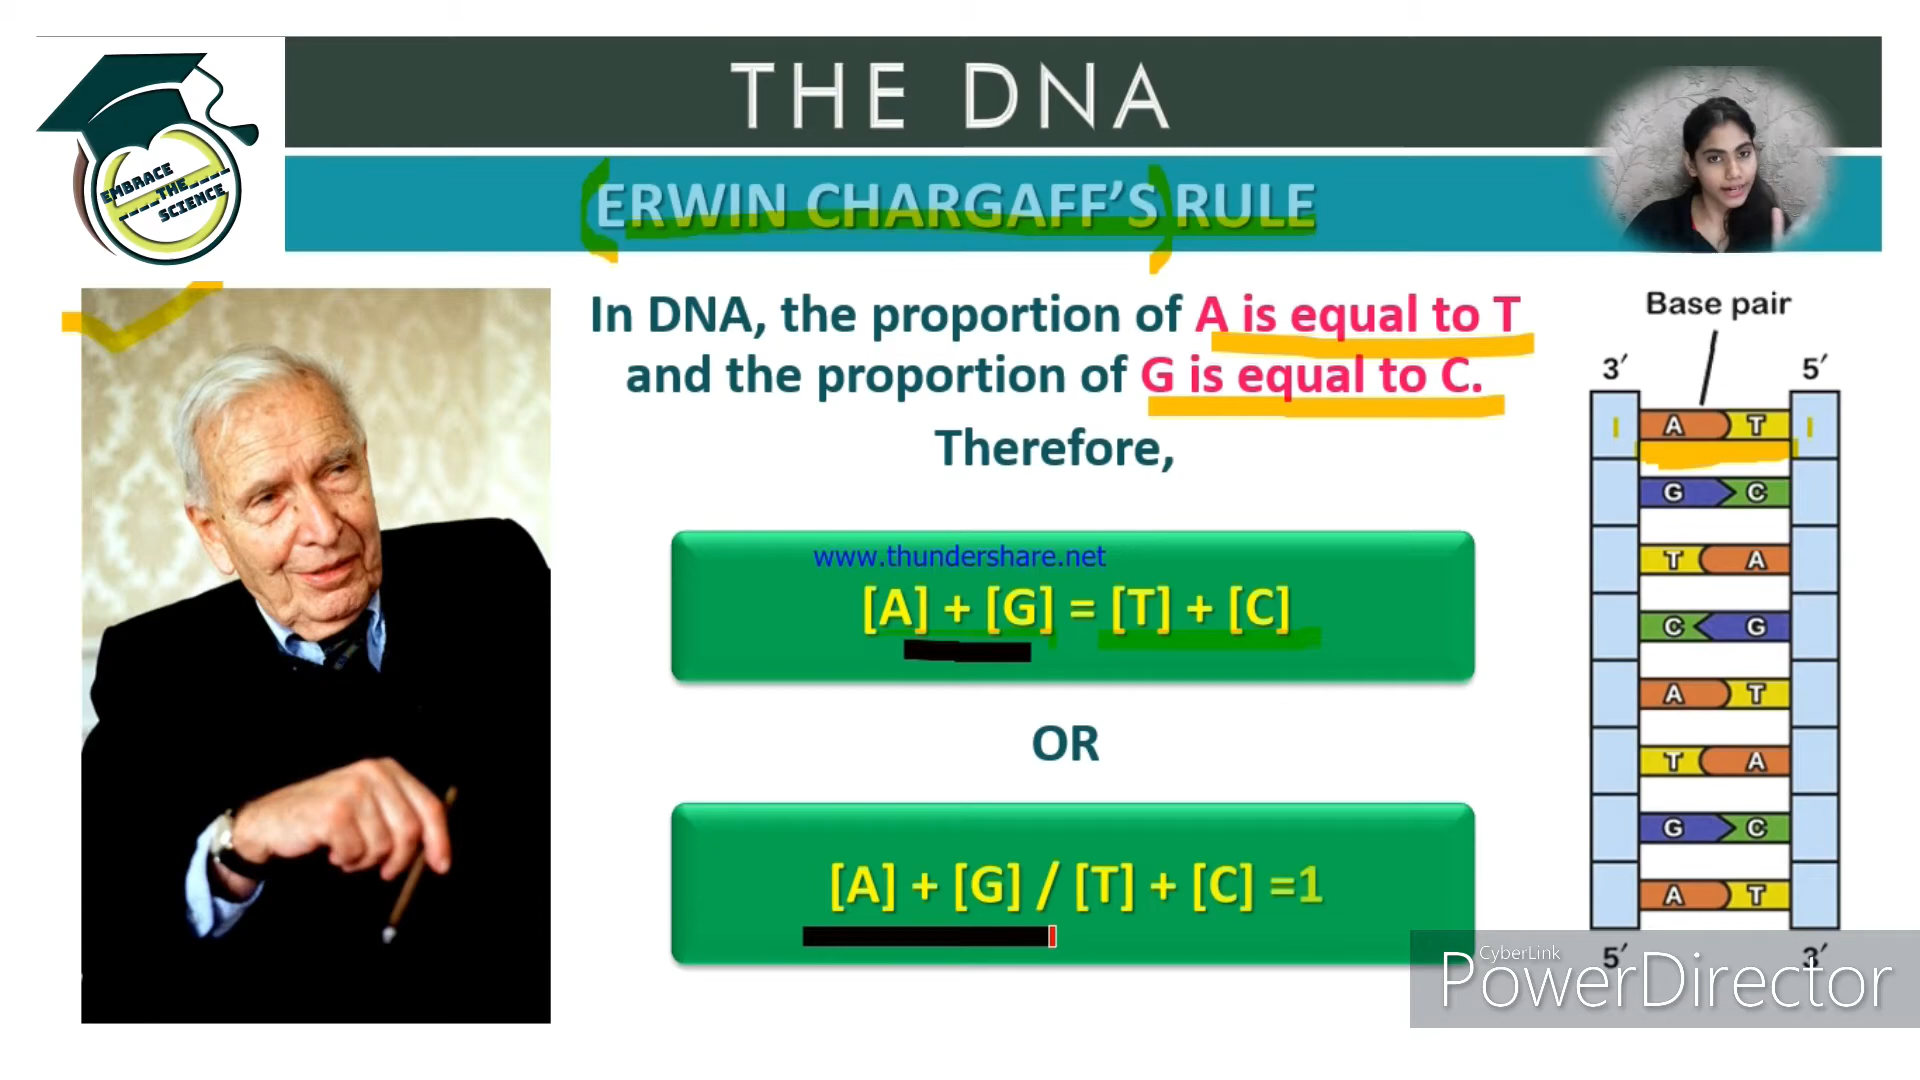 THE DNA
EMBRACE
THE
SCIENCE
ERWIN CHARGAFF'S RULE
In DNA, the proportion of A is equal to T
and the proportion of G is equal to C.
Therefore,
www.thundershare.net
[A] + [G] = [T] + [C]
OR
[A] + [G] / [T] + [C] =1
Base pair
3′ 5′
A T
G C
T A
C G
A T
T A
G C
A T
5′ 3′
CyberLink
PowerDirector